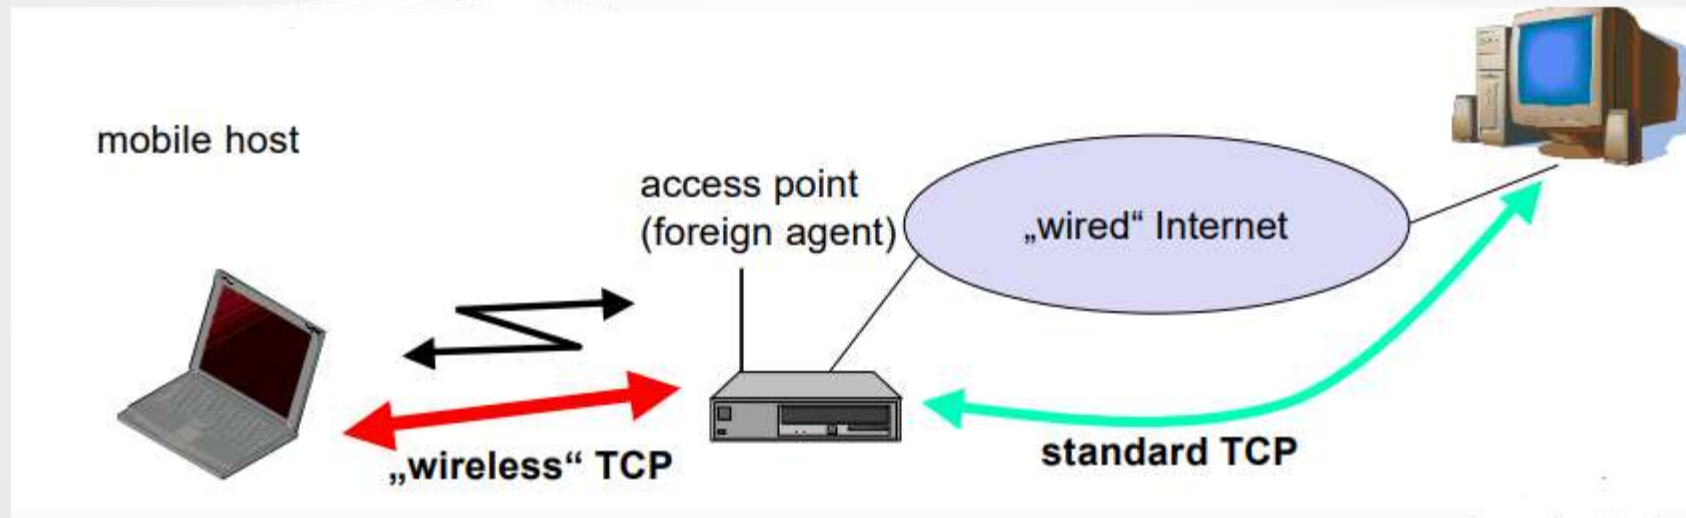 mobile host
access point
(foreign agent)
„wired“ Internet
„wireless“ TCP
standard TCP